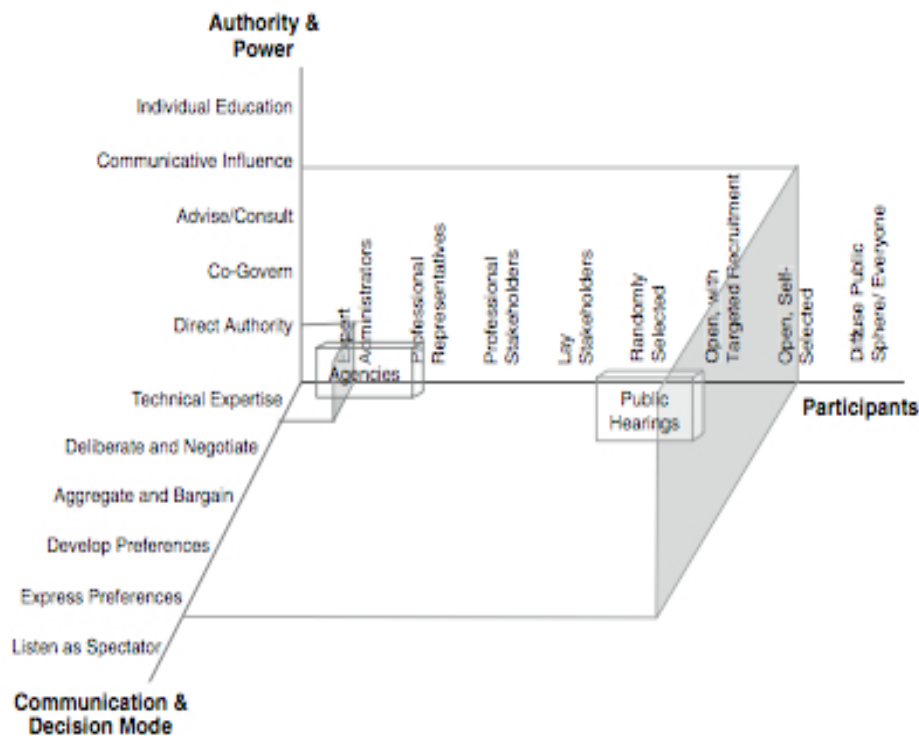 Authority &
Power
Individual Education
Communicative Influence
Advise/Consult
Co-Govern
Direct Authority
Expert
Administrators
Professional
Representatives
Professional
Stakeholders
Lay
Stakeholders
Randomly
Selected
Open, with
Targeted Recruitment
Open, Self-
Selected
Diffuse Public
Sphere/ Everyone
Agencies
Public
Hearings
Participants
Technical Expertise
Deliberate and Negotiate
Aggregate and Bargain
Develop Preferences
Express Preferences
Listen as Spectator
Communication &
Decision Mode